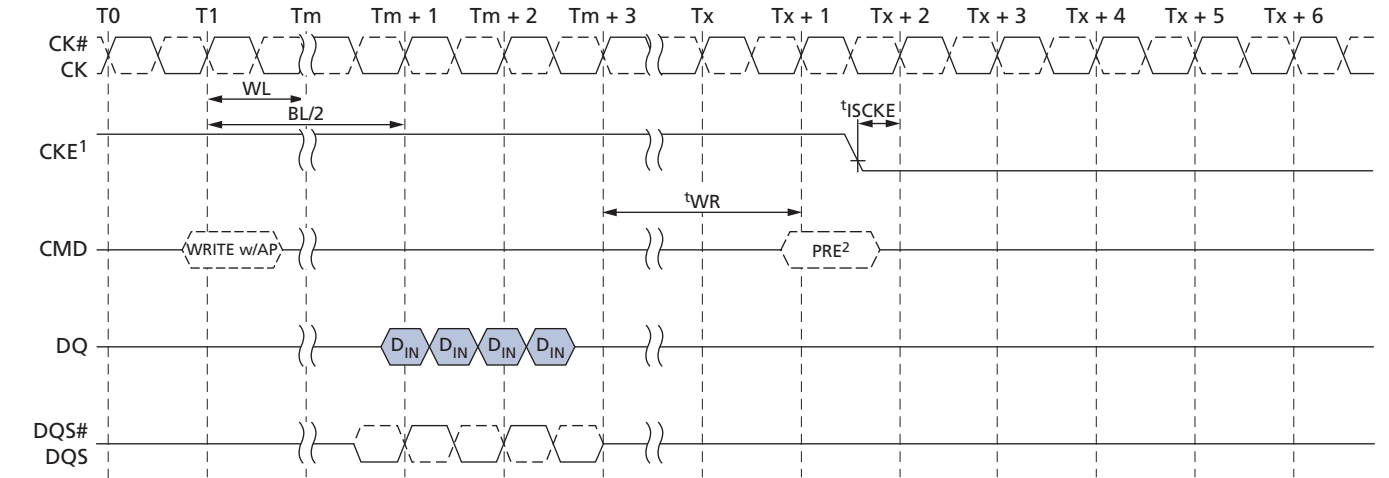 T0 T1 Tm Tm + 1 Tm + 2 Tm + 3 Tx Tx + 1 Tx + 2 Tx + 3 Tx + 4 Tx + 5 Tx + 6
CK#
CK
WL
BL/2
tISCKE
CKE1
tWR
CMD WRITE w/AP PRE2
DQ DIN DIN DIN DIN
DQS#
DQS